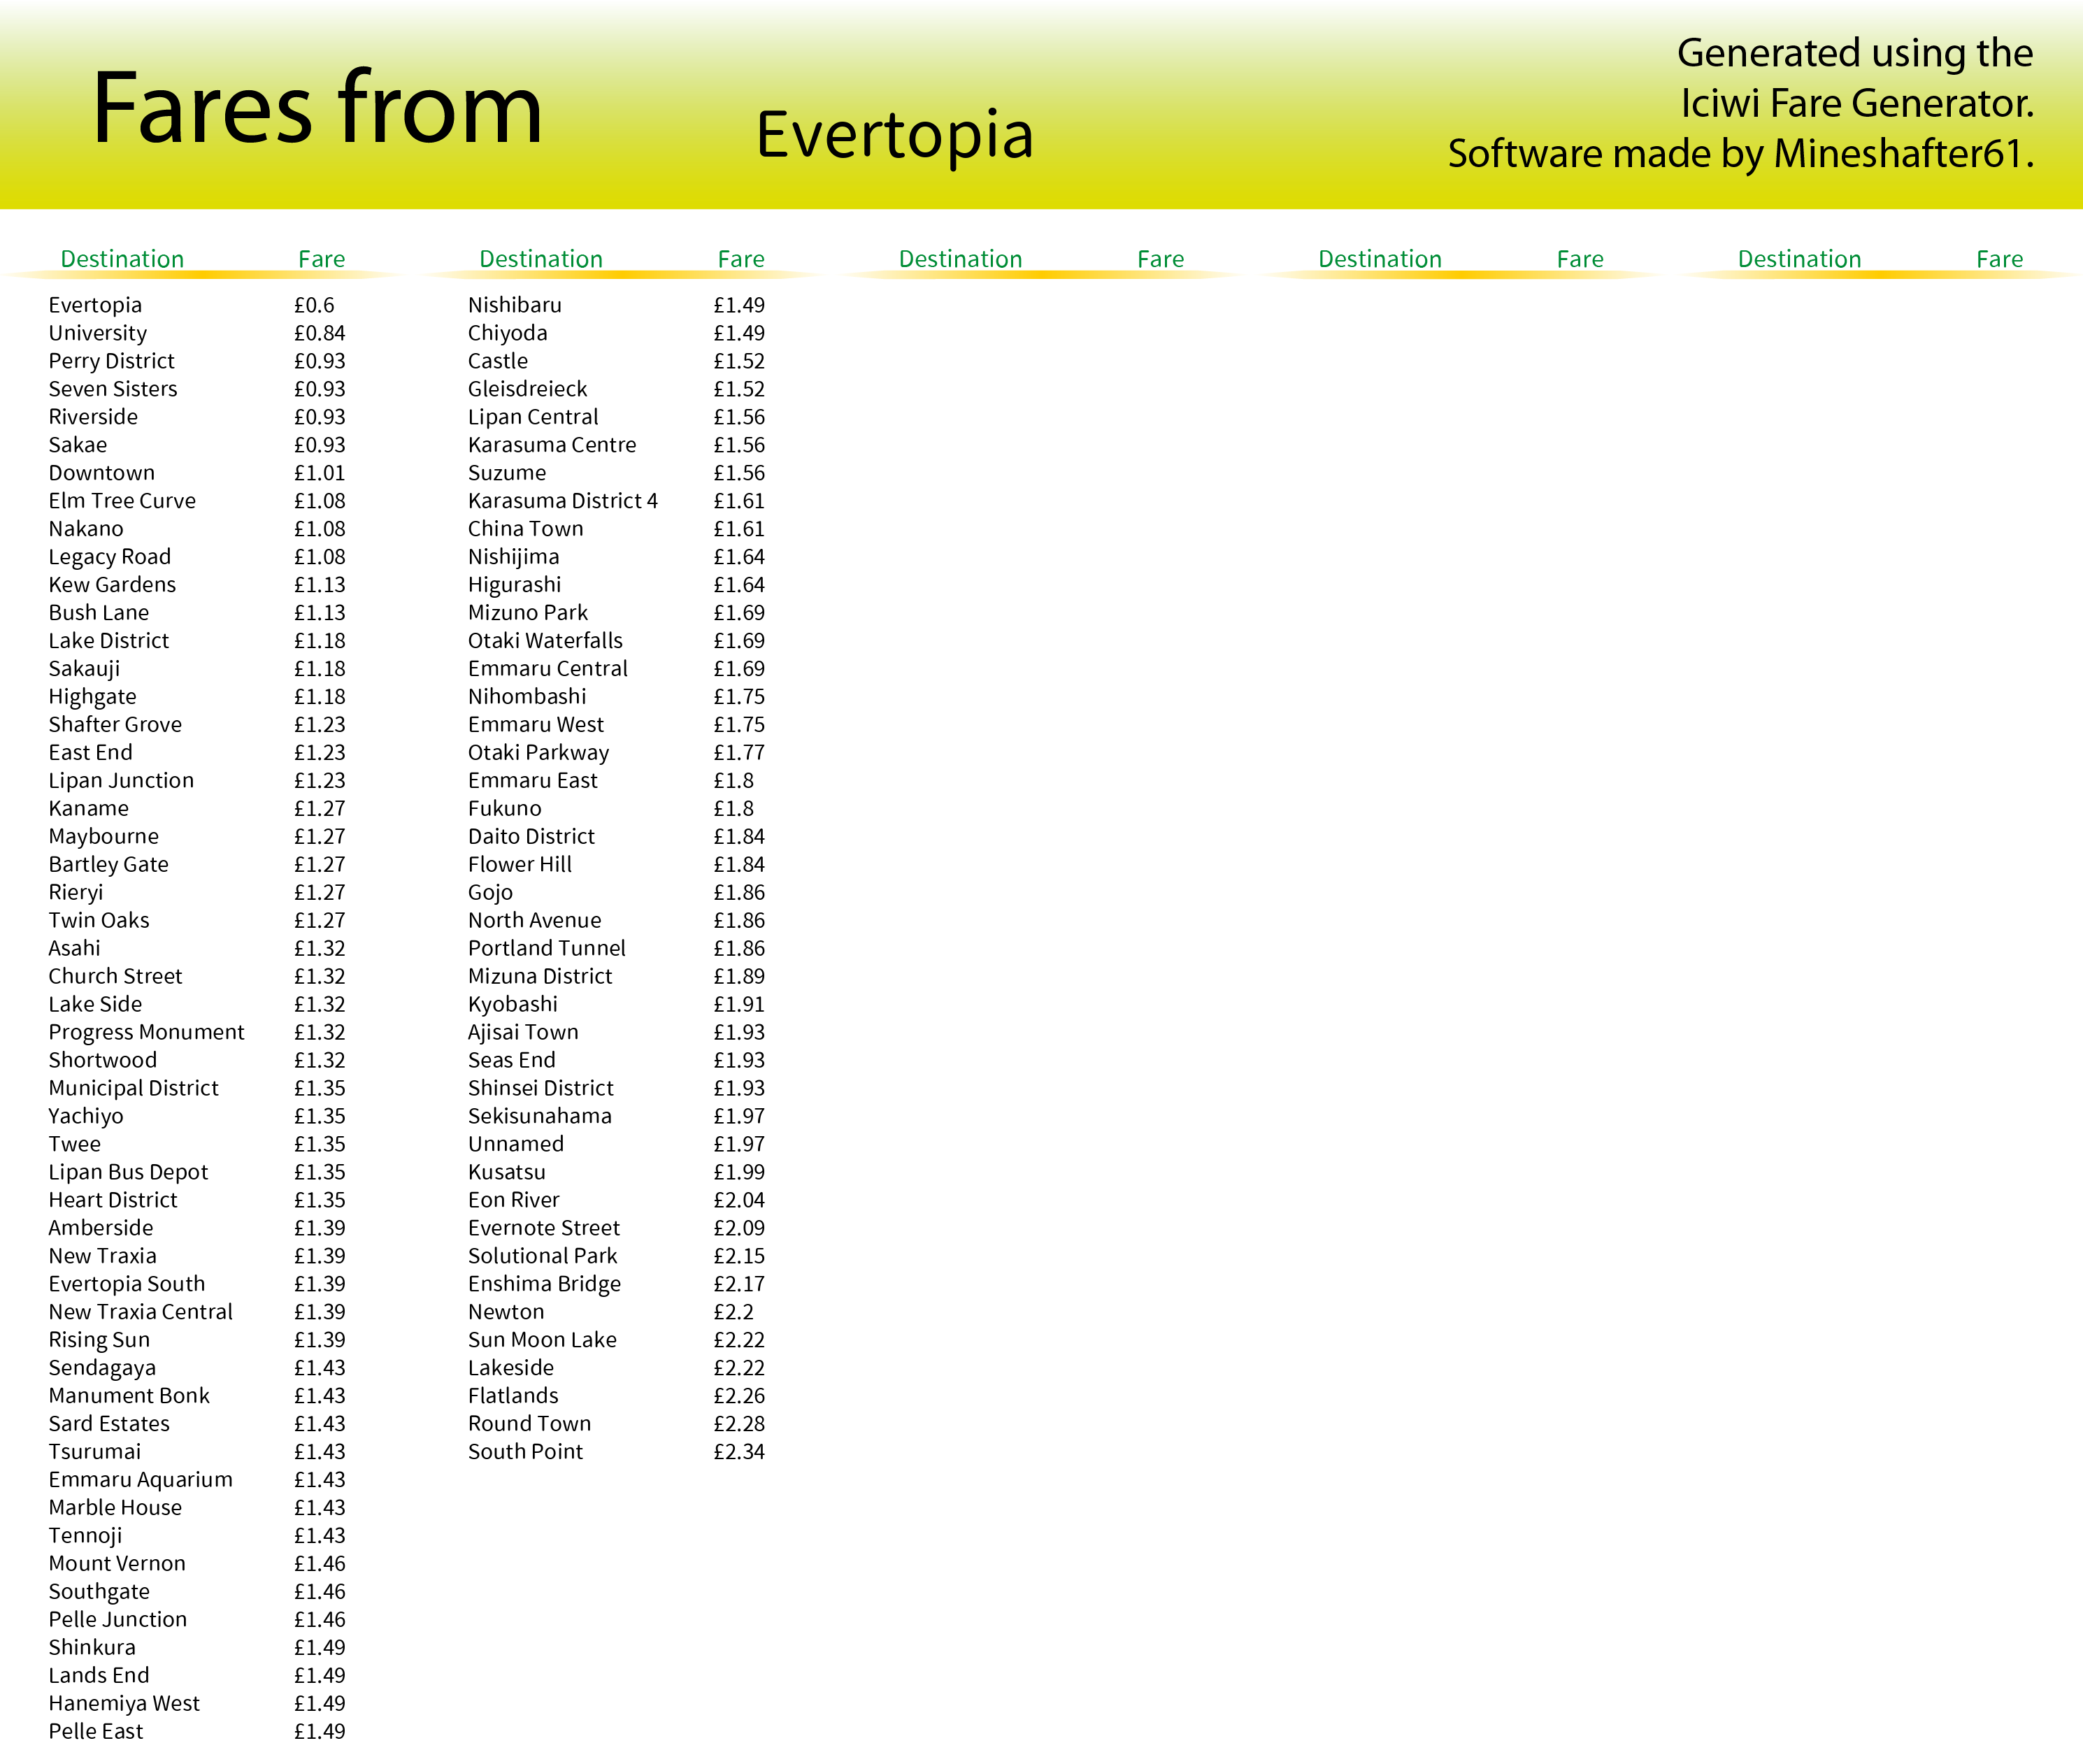 Fares from
Evertopia
Generated using the
Iciwi Fare Generator.
Software made by Mineshafter61.
Destination Fare Destination Fare Destination Fare Destination Fare Destination Fare
Evertopia £0.6
University £0.84
Perry District £0.93
Seven Sisters £0.93
Riverside £0.93
Sakae £0.93
Downtown £1.01
Elm Tree Curve £1.08
Nakano £1.08
Legacy Road £1.08
Kew Gardens £1.13
Bush Lane £1.13
Lake District £1.18
Sakauji £1.18
Highgate £1.18
Shafter Grove £1.23
East End £1.23
Lipan Junction £1.23
Kaname £1.27
Maybourne £1.27
Bartley Gate £1.27
Rieryi £1.27
Twin Oaks £1.27
Asahi £1.32
Church Street £1.32
Lake Side £1.32
Progress Monument £1.32
Shortwood £1.32
Municipal District £1.35
Yachiyo £1.35
Twee £1.35
Lipan Bus Depot £1.35
Heart District £1.35
Amberside £1.39
New Traxia £1.39
Evertopia South £1.39
New Traxia Central £1.39
Rising Sun £1.39
Sendagaya £1.43
Manument Bonk £1.43
Sard Estates £1.43
Tsurumai £1.43
Emmaru Aquarium £1.43
Marble House £1.43
Tennoji £1.43
Mount Vernon £1.46
Southgate £1.46
Pelle Junction £1.46
Shinkura £1.49
Lands End £1.49
Hanemiya West £1.49
Pelle East £1.49
Nishibaru £1.49
Chiyoda £1.49
Castle £1.52
Gleisdreieck £1.52
Lipan Central £1.56
Karasuma Centre £1.56
Suzume £1.56
Karasuma District 4 £1.61
China Town £1.61
Nishijima £1.64
Higurashi £1.64
Mizuno Park £1.69
Otaki Waterfalls £1.69
Emmaru Central £1.69
Nihombashi £1.75
Emmaru West £1.75
Otaki Parkway £1.77
Emmaru East £1.8
Fukuno £1.8
Daito District £1.84
Flower Hill £1.84
Gojo £1.86
North Avenue £1.86
Portland Tunnel £1.86
Mizuna District £1.89
Kyobashi £1.91
Ajisai Town £1.93
Seas End £1.93
Shinsei District £1.93
Sekisunahama £1.97
Unnamed £1.97
Kusatsu £1.99
Eon River £2.04
Evernote Street £2.09
Solutional Park £2.15
Enshima Bridge £2.17
Newton £2.2
Sun Moon Lake £2.22
Lakeside £2.22
Flatlands £2.26
Round Town £2.28
South Point £2.34